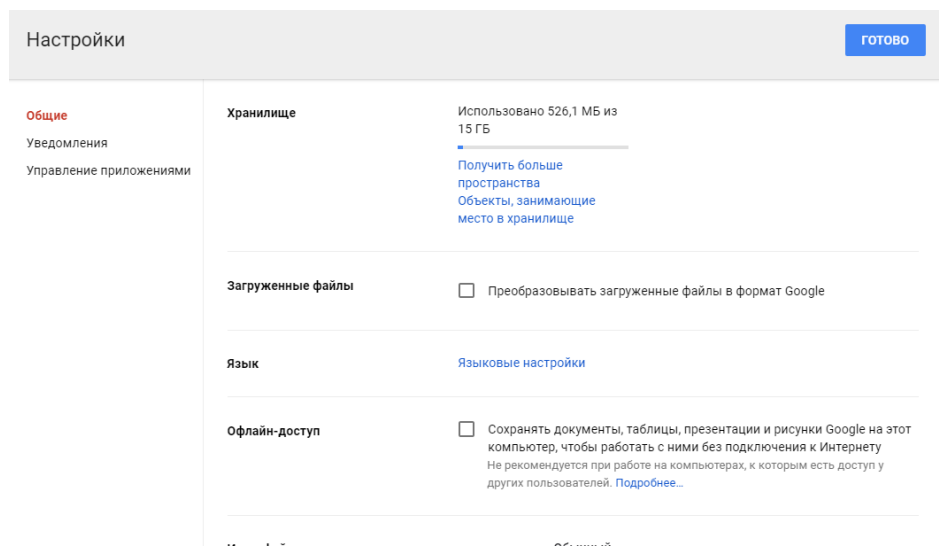 Настройки
ГОТОВО
Общие
Уведомления
Управление приложениями
Хранилище
Использовано 526,1 МБ из
15 ГБ
Получить больше
пространства
Объекты, занимающие
место в хранилище
Загруженные файлы
Преобразовывать загруженные файлы в формат Google
Язык
Языковые настройки
Офлайн-доступ
Сохранять документы, таблицы, презентации и рисунки Google на этот
компьютер, чтобы работать с ними без подключения к Интернету
Не рекомендуется при работе на компьютерах, к которым есть доступ у
других пользователей. Подробнее…